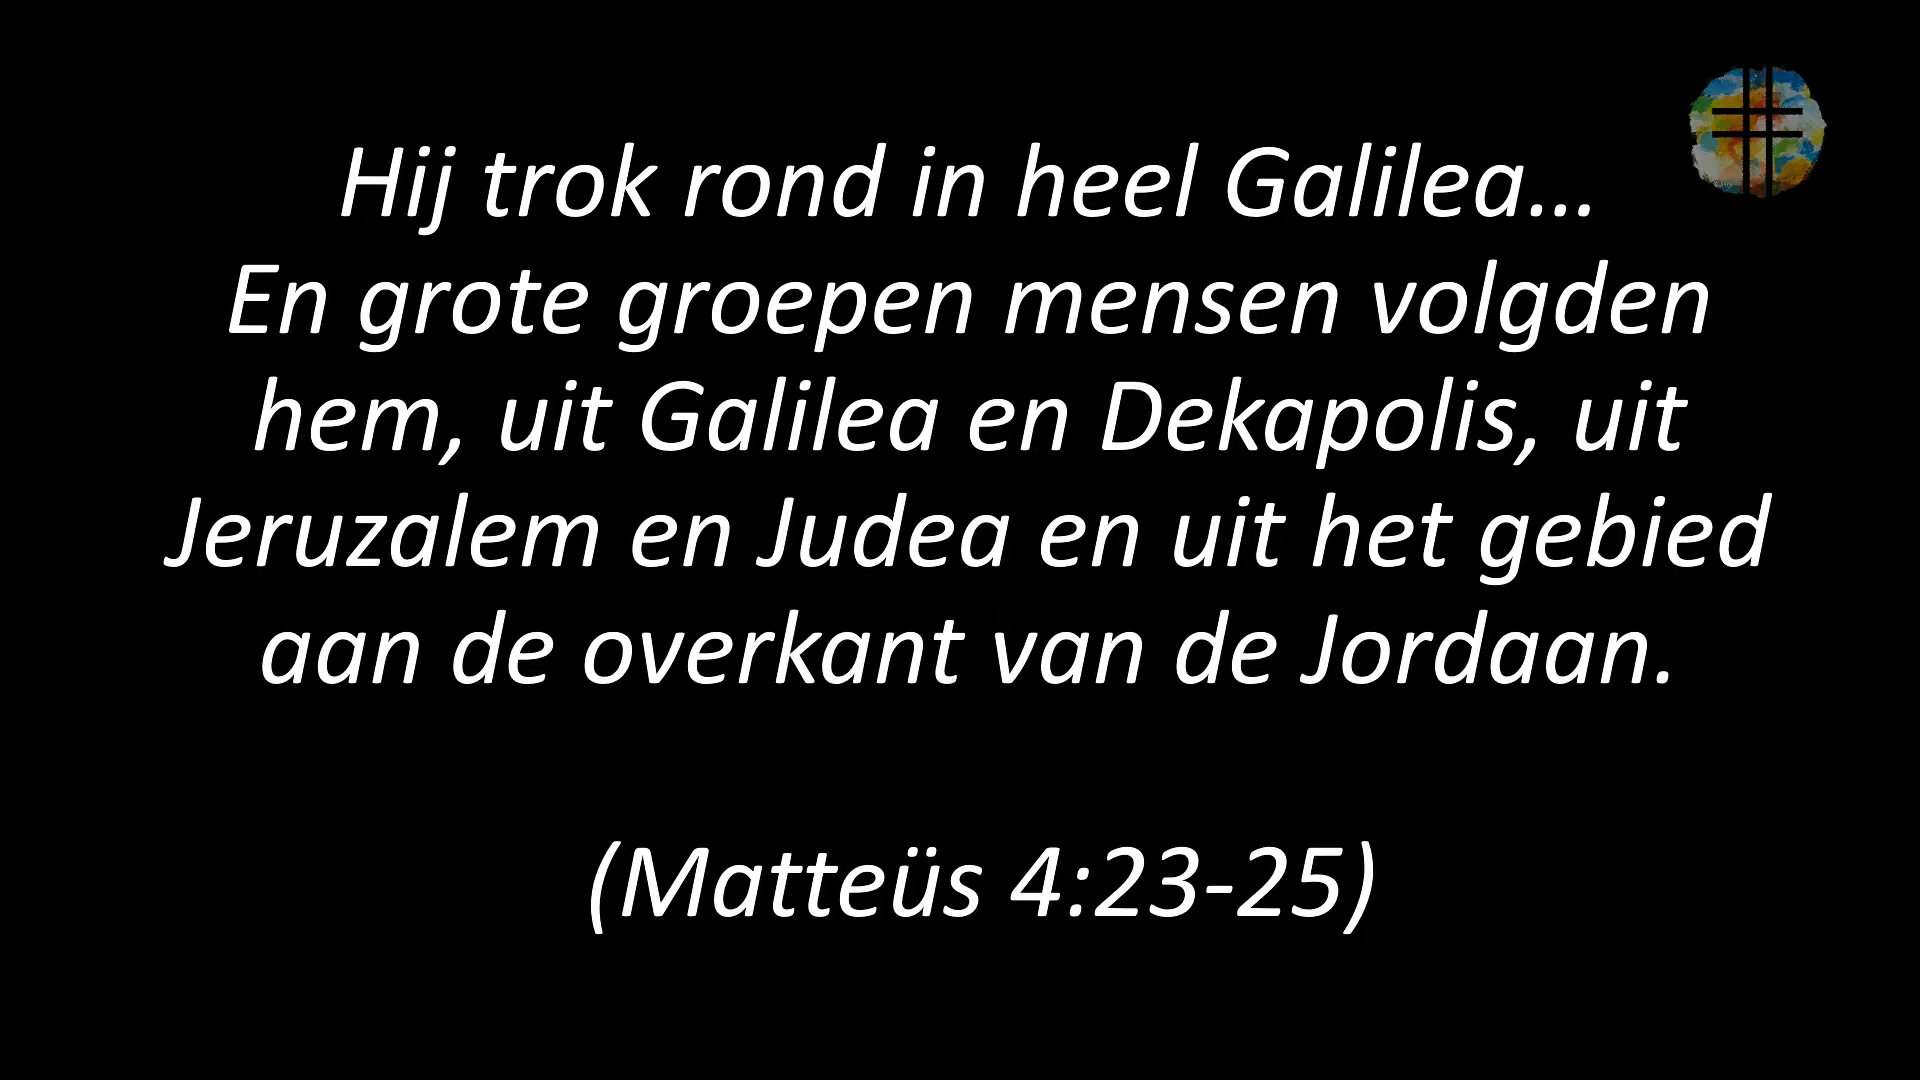 Hij trok rond in heel Galilea...
En grote groepen mensen volgden
hem, uit Galilea en Dekapolis, uit
Jeruzalem en Judea en uit het gebied
aan de overkant van de Jordaan.
(Matteüs 4:23-25)